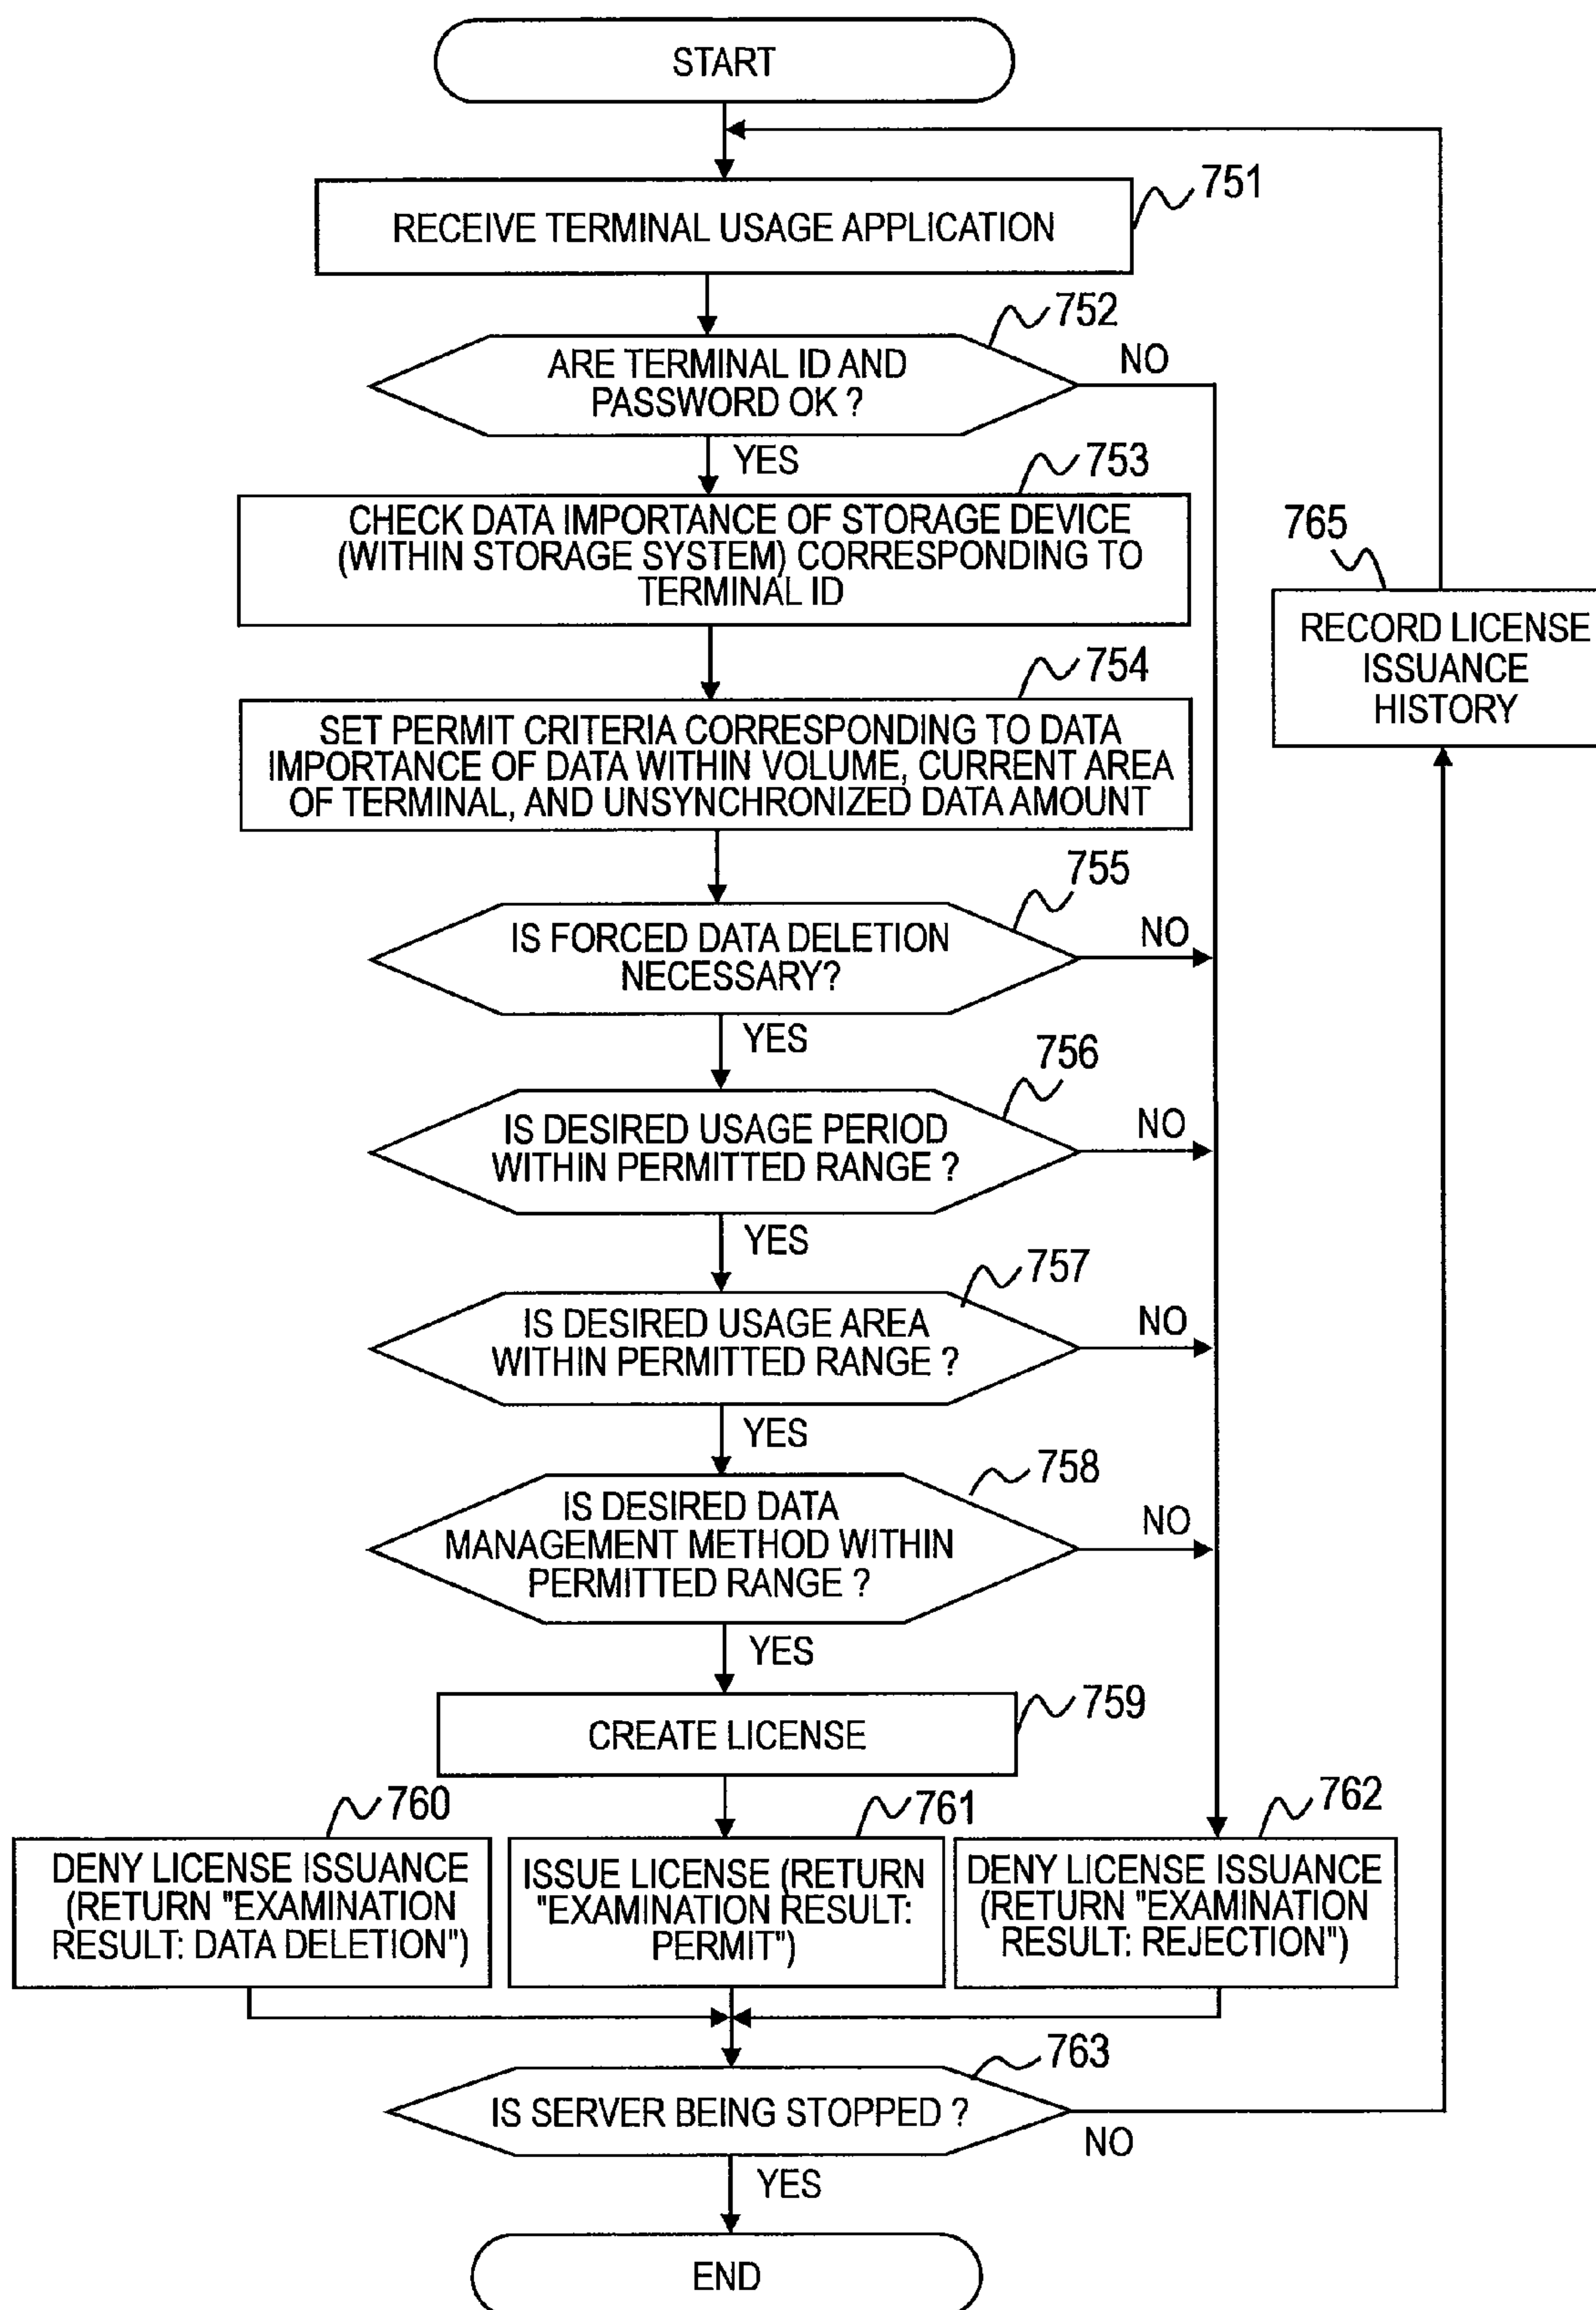 START
751
RECEIVE TERMINAL USAGE APPLICATION
752
ARE TERMINAL ID AND
PASSWORD OK ?
NO
YES
753
CHECK DATA IMPORTANCE OF STORAGE DEVICE
(WITHIN STORAGE SYSTEM) CORRESPONDING TO
TERMINAL ID
765
RECORD LICENSE
ISSUANCE
HISTORY
754
SET PERMIT CRITERIA CORRESPONDING TO DATA
IMPORTANCE OF DATA WITHIN VOLUME, CURRENT AREA
OF TERMINAL, AND UNSYNCHRONIZED DATA AMOUNT
755
IS FORCED DATA DELETION
NECESSARY?
NO
YES
756
IS DESIRED USAGE PERIOD
WITHIN PERMITTED RANGE ?
NO
YES
757
IS DESIRED USAGE AREA
WITHIN PERMITTED RANGE ?
NO
YES
758
IS DESIRED DATA
MANAGEMENT METHOD WITHIN
PERMITTED RANGE ?
NO
YES
759
CREATE LICENSE
760
DENY LICENSE ISSUANCE
(RETURN "EXAMINATION
RESULT: DATA DELETION")
761
ISSUE LICENSE (RETURN
"EXAMINATION RESULT:
PERMIT")
762
DENY LICENSE ISSUANCE
(RETURN "EXAMINATION
RESULT: REJECTION")
763
IS SERVER BEING STOPPED ?
NO
YES
END